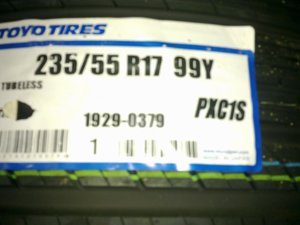 TOYO TIRES
235/55 R17 99Y
TUBELESS
PXC1S
1929-0379
1